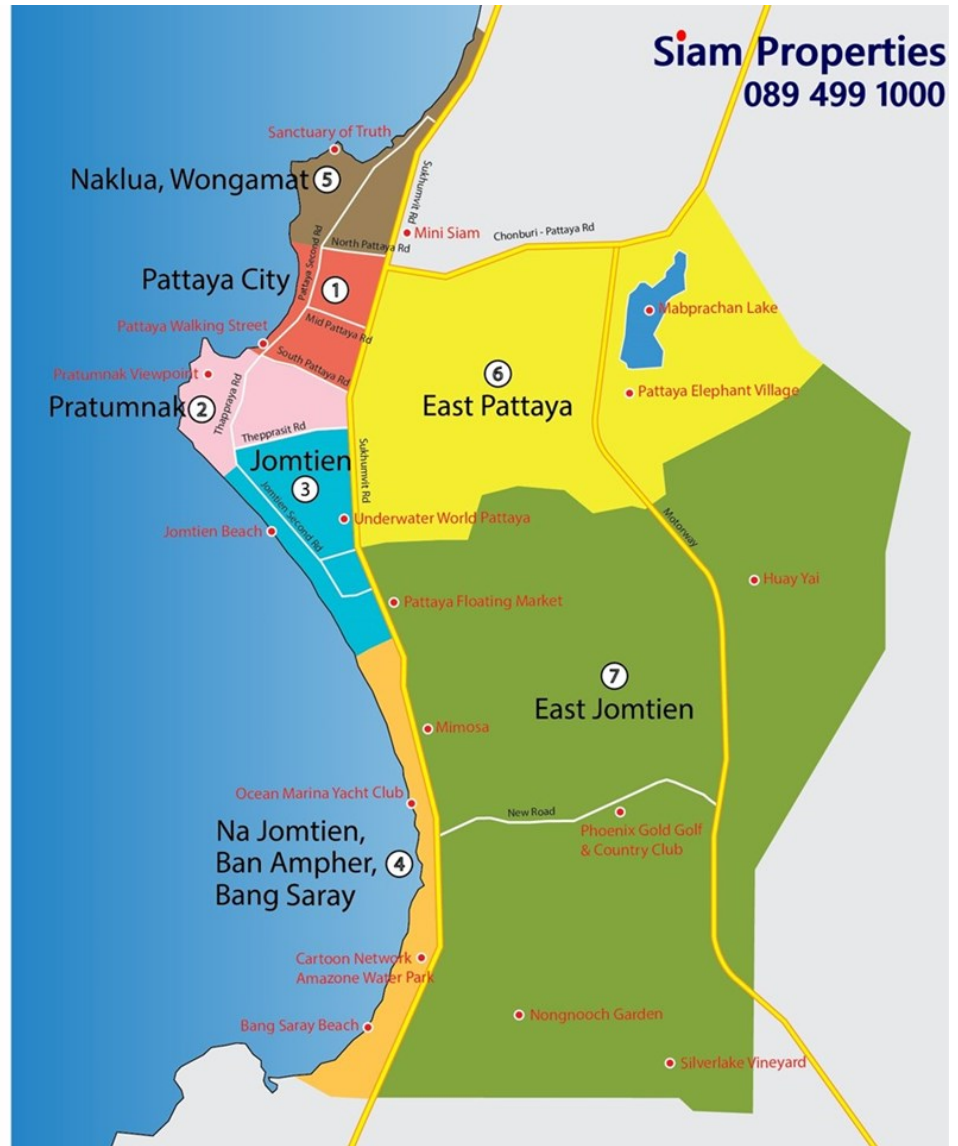 Siam Properties
089 499 1000
Sanctuary of Truth
Naklua, Wongamat 5
Sukhumvit Rd
Mini Siam
Chonburi - Pattaya Rd
North Pattaya Rd
Pattaya Second Rd
Pattaya City
1
Mabprachan Lake
Mid Pattaya Rd
Pattaya Walking Street
South Pattaya Rd
Pratumnak Viewpoint
6
East Pattaya
Pattaya Elephant Village
Pratumnak 2
Thappraya Rd
Thepprasit Rd
Jomtien
3
Sukhumvit Rd
Jomtien Second Rd
Underwater World Pattaya
Jomtien Beach
Motorway
Huay Yai
Pattaya Floating Market
7
East Jomtien
Mimosa
Ocean Marina Yacht Club
New Road
Phoenix Gold Golf
& Country Club
Na Jomtien,
Ban Ampher, 4
Bang Saray
Cartoon Network
Amazone Water Park
Bang Saray Beach
Nongnooch Garden
Silverlake Vineyard